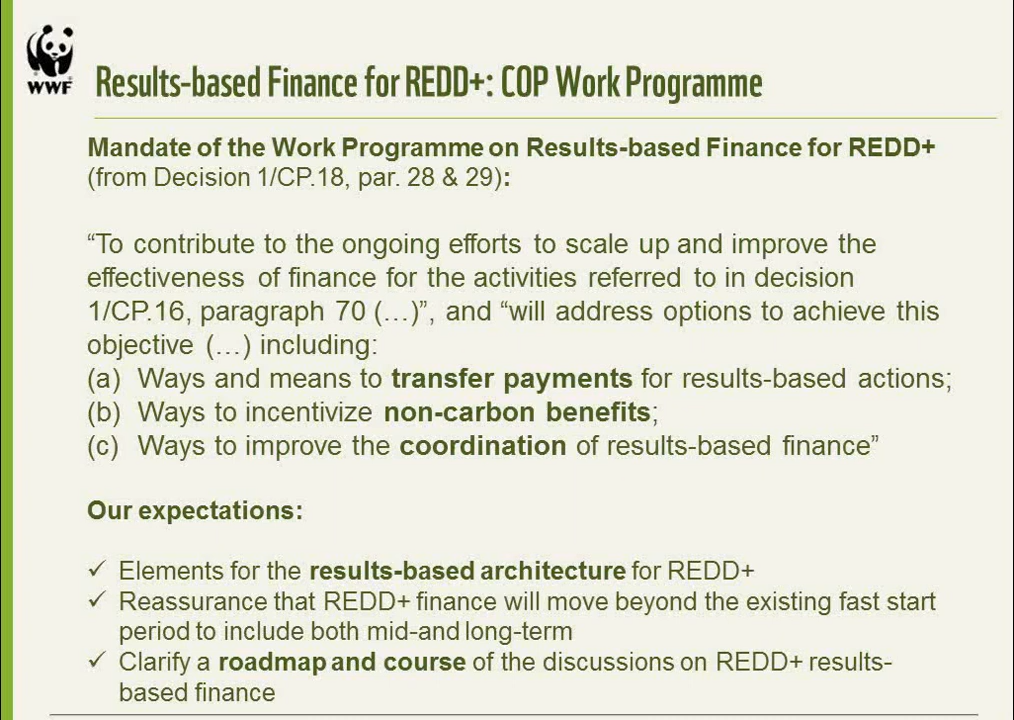 WWF
Results-based Finance for REDD+: COP Work Programme
Mandate of the Work Programme on Results-based Finance for REDD+
(from Decision 1/CP.18, par. 28 & 29):
“To contribute to the ongoing efforts to scale up and improve the
effectiveness of finance for the activities referred to in decision
1/CP.16, paragraph 70 (…)”, and “will address options to achieve this
objective (…) including:
(a) Ways and means to transfer payments for results-based actions;
(b) Ways to incentivize non-carbon benefits;
(c) Ways to improve the coordination of results-based finance”
Our expectations:
✓ Elements for the results-based architecture for REDD+
✓ Reassurance that REDD+ finance will move beyond the existing fast start
period to include both mid-and long-term
✓ Clarify a roadmap and course of the discussions on REDD+ results-
based finance